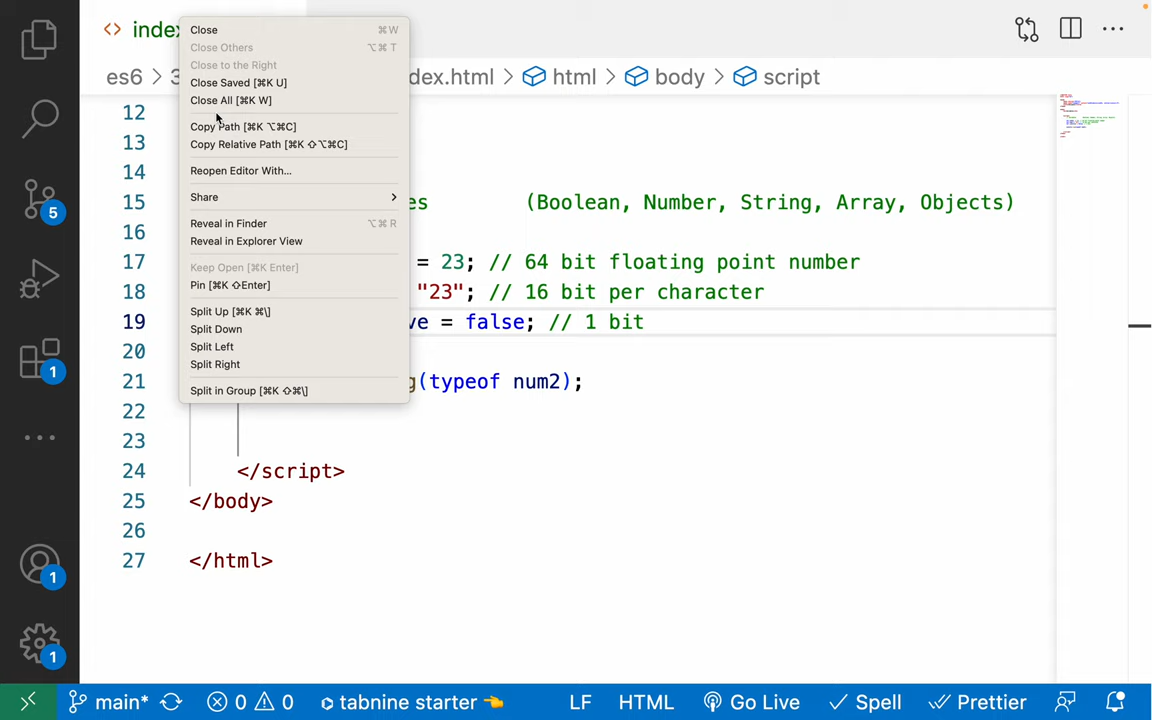 <> index
Close ⌘W
Close Others ⌥⌘T
Close to the Right
Close Saved [⌘K U]
Close All [⌘K W]
Copy Path [⌘K ⌥⌘C]
Copy Relative Path [⌘K ⇧⌥⌘C]
Reopen Editor With...
Share >
Reveal in Finder ⌥⌘R
Reveal in Explorer View
Keep Open [⌘K Enter]
Pin [⌘K ⇧Enter]
Split Up [⌘K ⌘\]
Split Down
Split Left
Split Right
Split in Group [⌘K ⇧⌘\]
es6 > 3 dex.html > html > body > script
12
13
14
15 es (Boolean, Number, String, Array, Objects)
16
17 = 23; // 64 bit floating point number
18 "23"; // 16 bit per character
19 ve = false; // 1 bit
20
21 g(typeof num2);
22
23
24 </script>
25 </body>
26
27 </html>
5
1
1
1
main* 0 0 tabnine starter 👈 LF HTML Go Live Spell Prettier